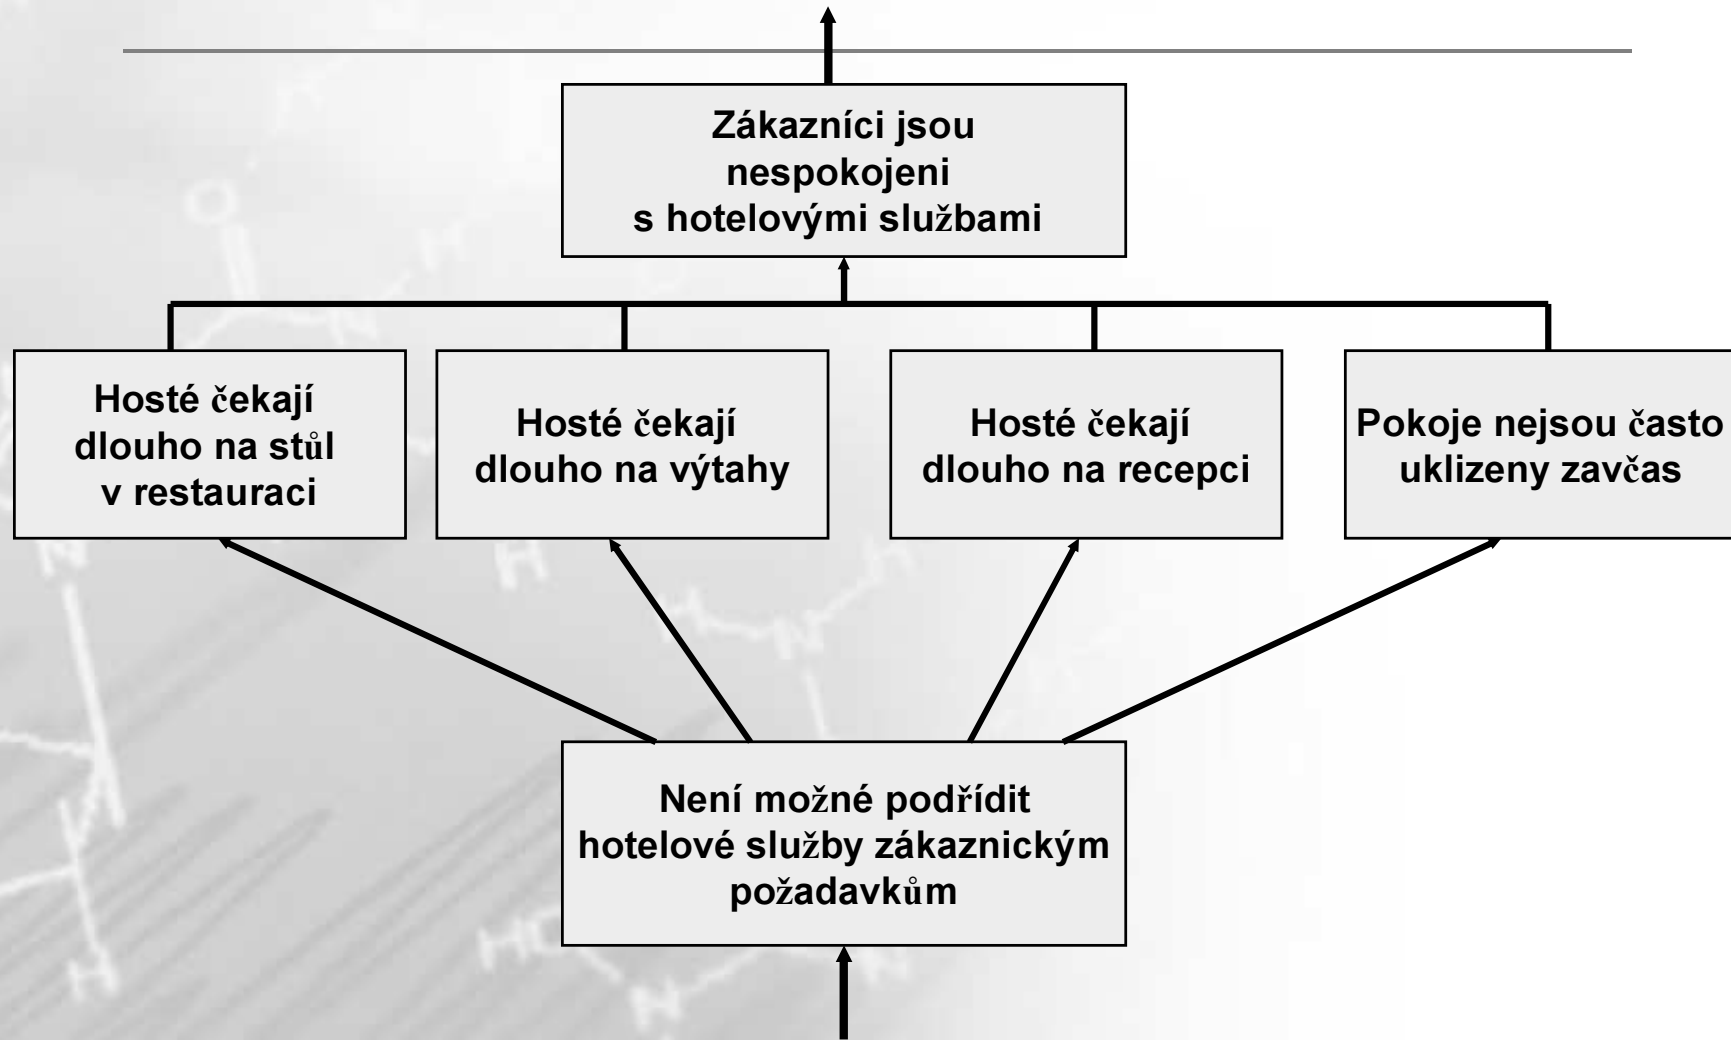 Zákazníci jsou
nespokojeni
s hotelovými službami
Hosté čekají
dlouho na stůl
v restauraci
Hosté čekají
dlouho na výtahy
Hosté čekají
dlouho na recepci
Pokoje nejsou často
uklizeny zavčas
Není možné podřídit
hotelové služby zákaznickým
požadavkům